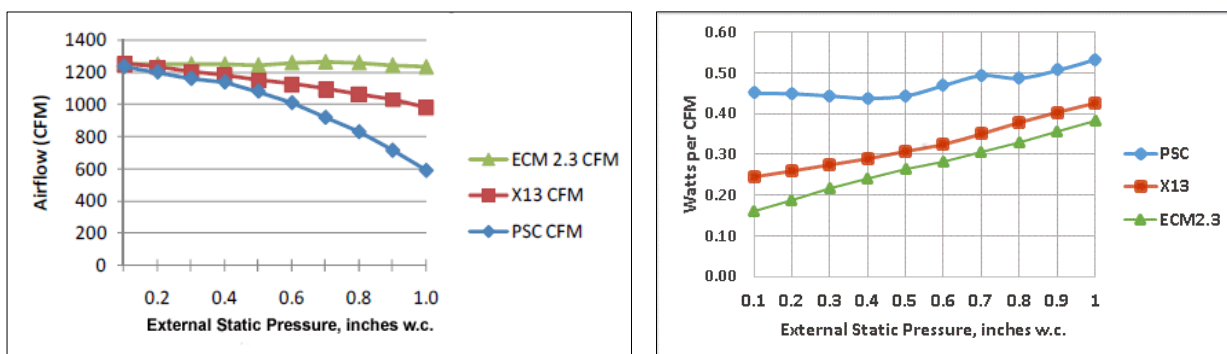 1400
1200
1000
800
600
400
200
0
Airflow (CFM)
0.2 0.4 0.6 0.8 1.0
External Static Pressure, inches w.c.
ECM 2.3 CFM
X13 CFM
PSC CFM
0.60
0.50
0.40
0.30
0.20
0.10
0.00
Watts per CFM
0.1 0.2 0.3 0.4 0.5 0.6 0.7 0.8 0.9 1
External Static Pressure, inches w.c.
PSC
X13
ECM2.3